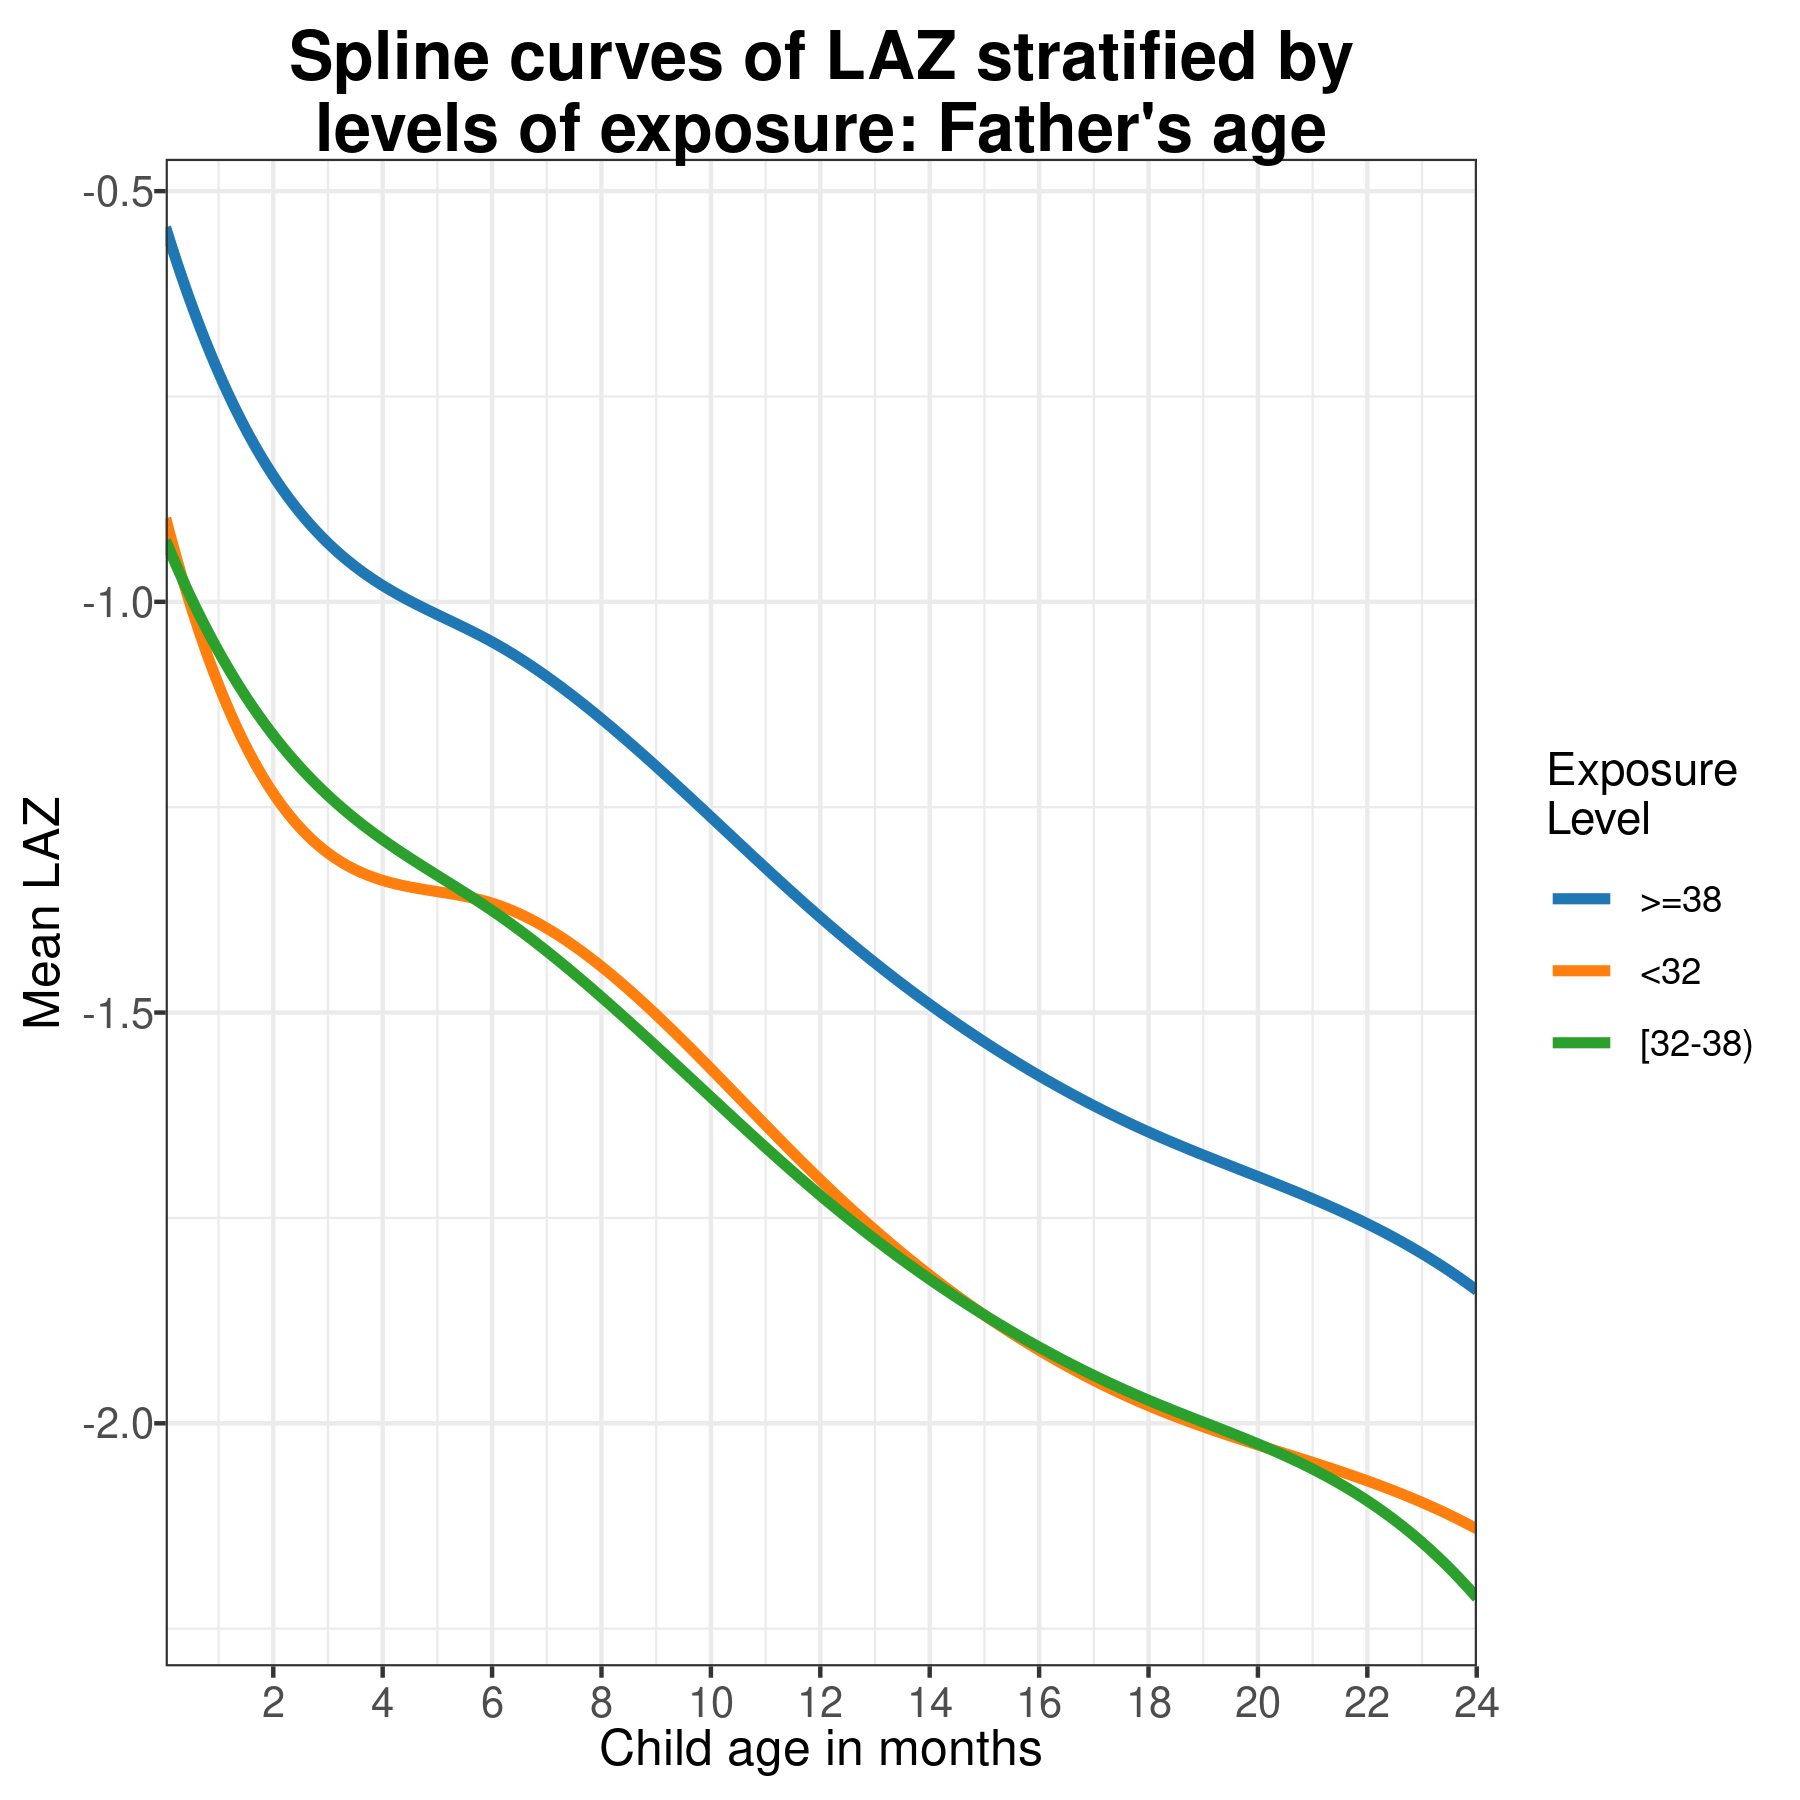 Spline curves of LAZ stratified by
levels of exposure: Father's age
-0.5
-1.0
-1.5
-2.0
Mean LAZ
2 4 6 8 10 12 14 16 18 20 22 24
Child age in months
Exposure
Level
>=38
<32
[32-38)